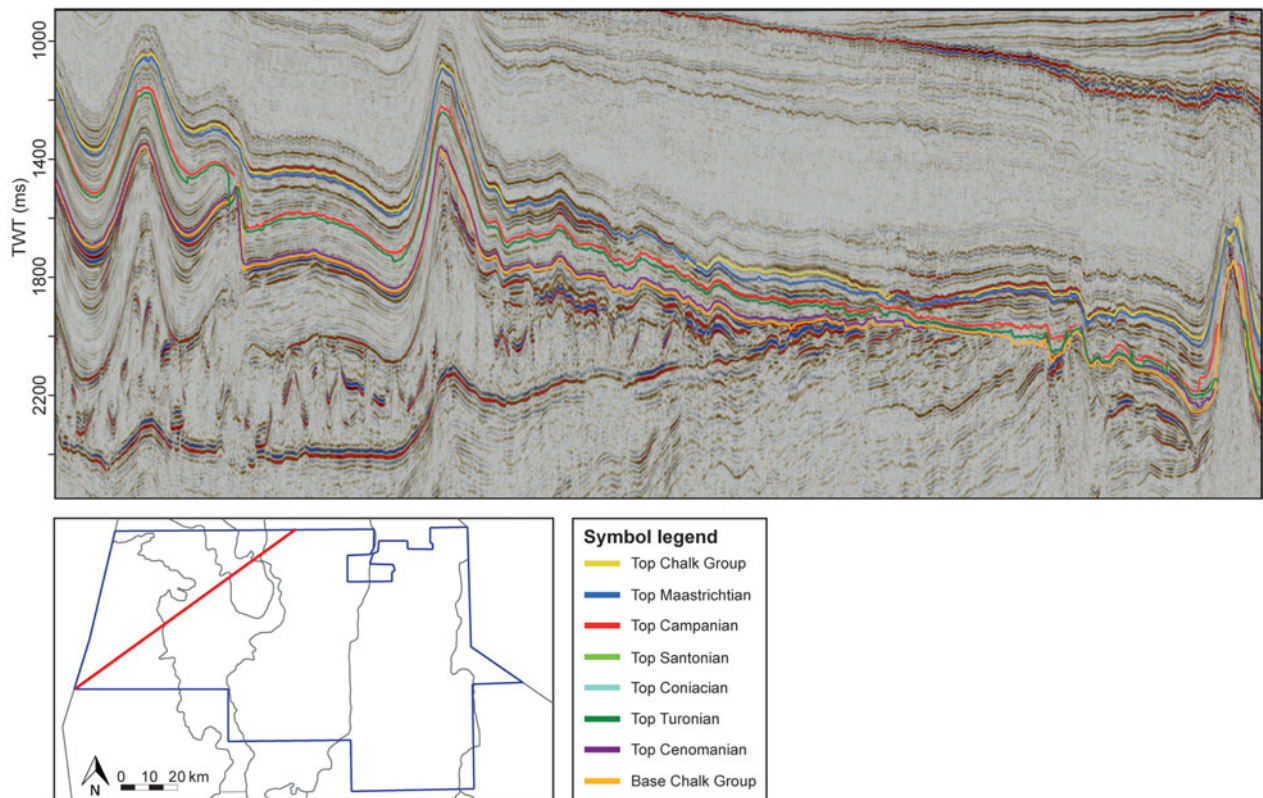 1000
1400
1800
2200
TWT (ms)
N
0 10 20 km
Symbol legend
Top Chalk Group
Top Maastrichtian
Top Campanian
Top Santonian
Top Coniacian
Top Turonian
Top Cenomanian
Base Chalk Group